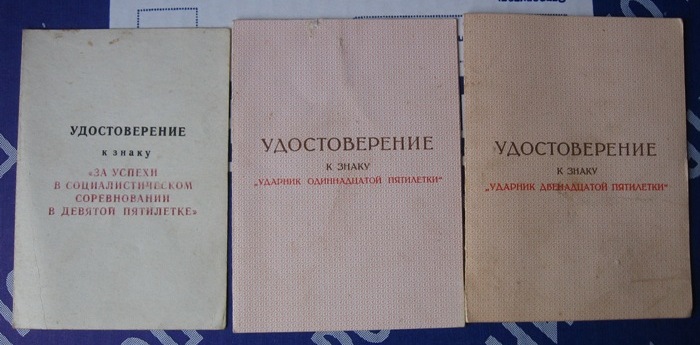 УДОСТОВЕРЕНИЕ
к знаку
«ЗА УСПЕХИ
В СОЦИАЛИСТИЧЕСКОМ
СОРЕВНОВАНИИ
В ДЕВЯТОЙ ПЯТИЛЕТКЕ»
УДОСТОВЕРЕНИЕ
К ЗНАКУ
„УДАРНИК ОДИННАДЦАТОЙ ПЯТИЛЕТКИ“
УДОСТОВЕРЕНИЕ
К ЗНАКУ
„УДАРНИК ДВЕНАДЦАТОЙ ПЯТИЛЕТКИ“